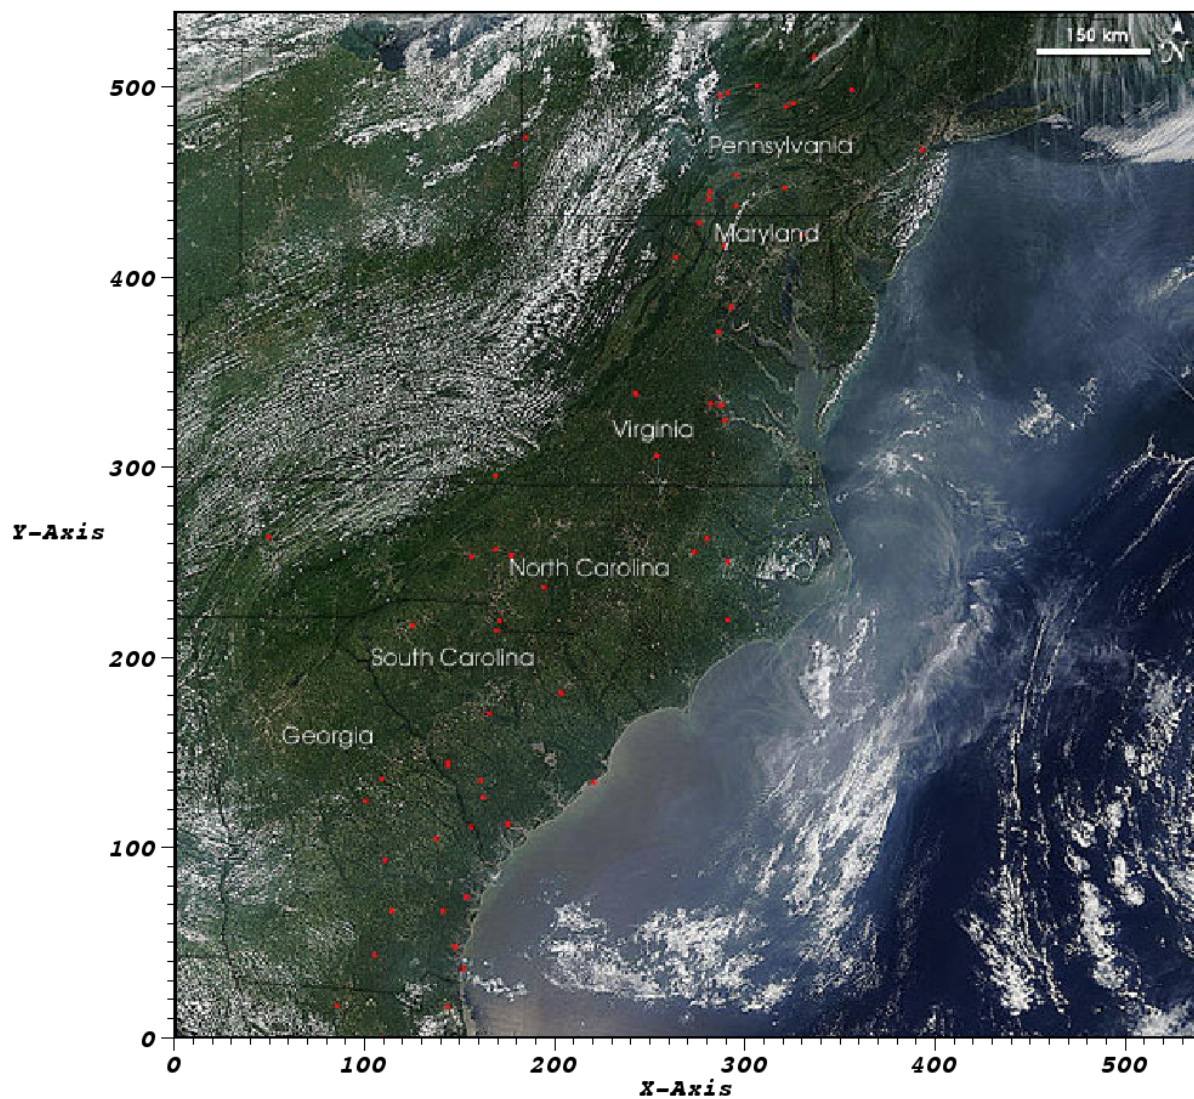 150 km
500
Pennsylvania
Maryland
400
Virginia
300
Y-Axis
North Carolina
200
South Carolina
Georgia
100
0
0 100 200 300 400 500
X-Axis